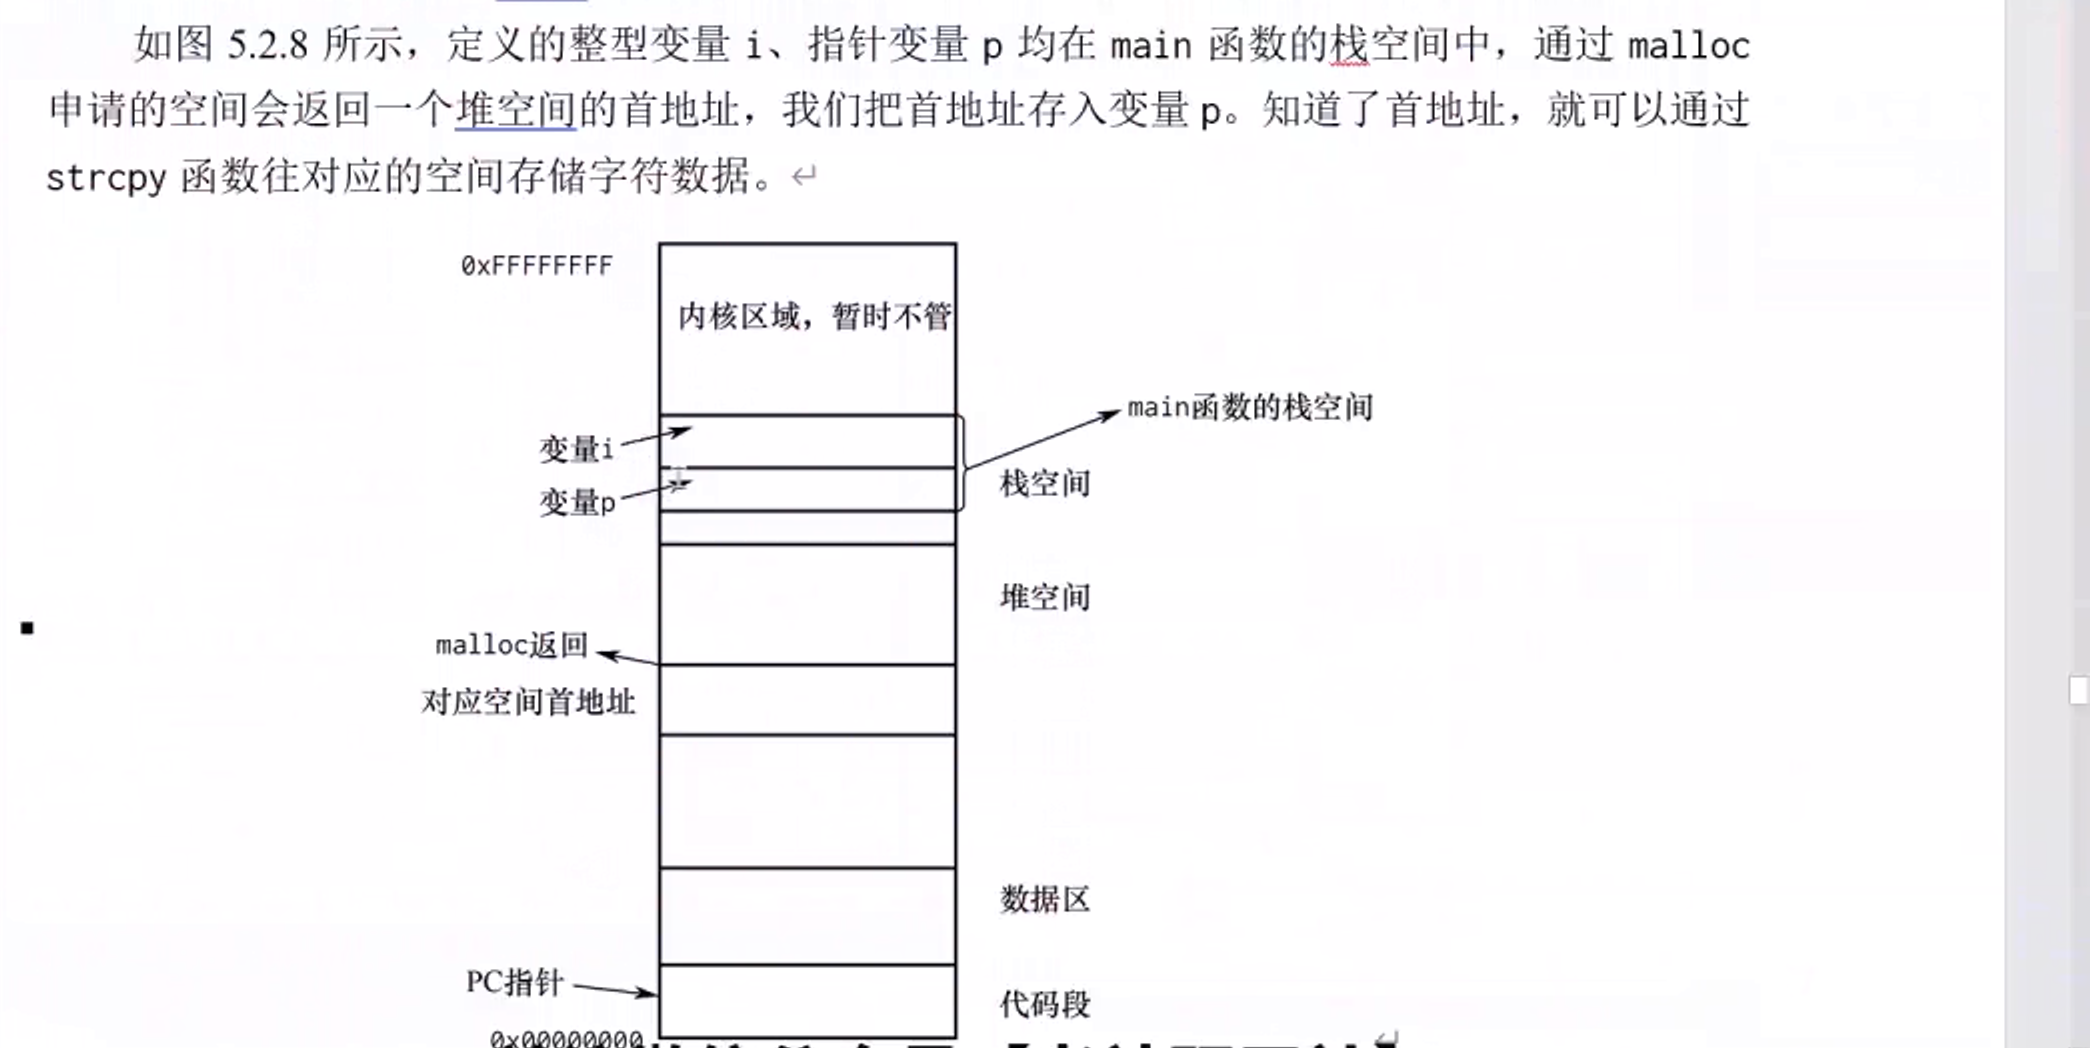 如图 5.2.8 所示，定义的整型变量 i、指针变量 p 均在 main 函数的栈空间中，通过 malloc
申请的空间会返回一个堆空间的首地址，我们把首地址存入变量 p。知道了首地址，就可以通过
strcpy 函数往对应的空间存储字符数据。↵
0xFFFFFFFF
内核区域，暂时不管
main函数的栈空间
变量i
栈空间
变量p
堆空间
malloc返回
对应空间首地址
数据区
PC指针
代码段
0x00000000